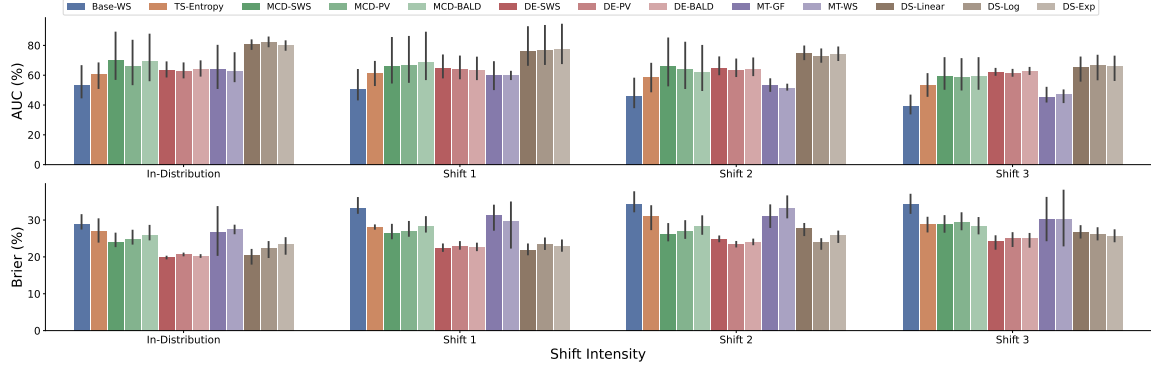 Base-WS TS-Entropy MCD-SWS MCD-PV MCD-BALD DE-SWS DE-PV DE-BALD MT-GF MT-WS DS-Linear DS-Log DS-Exp
AUC (%)
80
60
40
20
0
In-Distribution Shift 1 Shift 2 Shift 3
Brier (%)
30
20
10
0
In-Distribution Shift 1 Shift 2 Shift 3
Shift Intensity